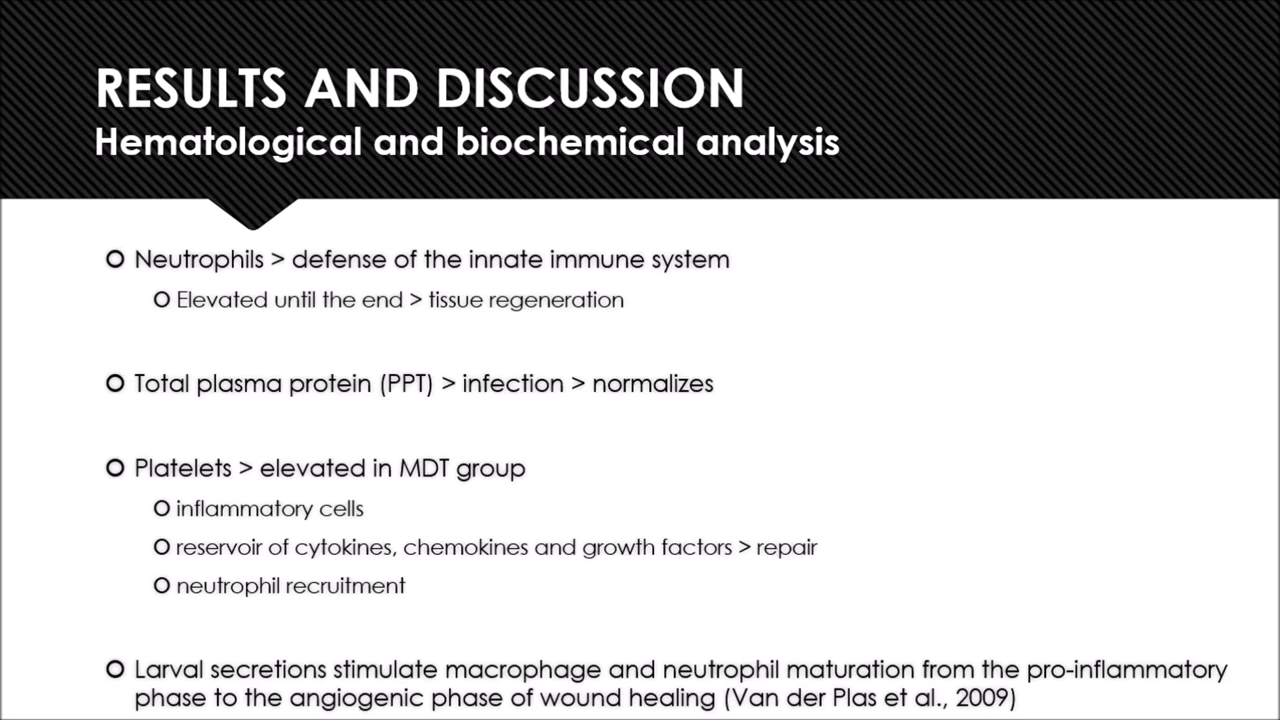 RESULTS AND DISCUSSION
Hematological and biochemical analysis
Neutrophils > defense of the innate immune system
Elevated until the end > tissue regeneration
Total plasma protein (PPT) > infection > normalizes
Platelets > elevated in MDT group
inflammatory cells
reservoir of cytokines, chemokines and growth factors > repair
neutrophil recruitment
Larval secretions stimulate macrophage and neutrophil maturation from the pro-inflammatory
phase to the angiogenic phase of wound healing (Van der Plas et al., 2009)